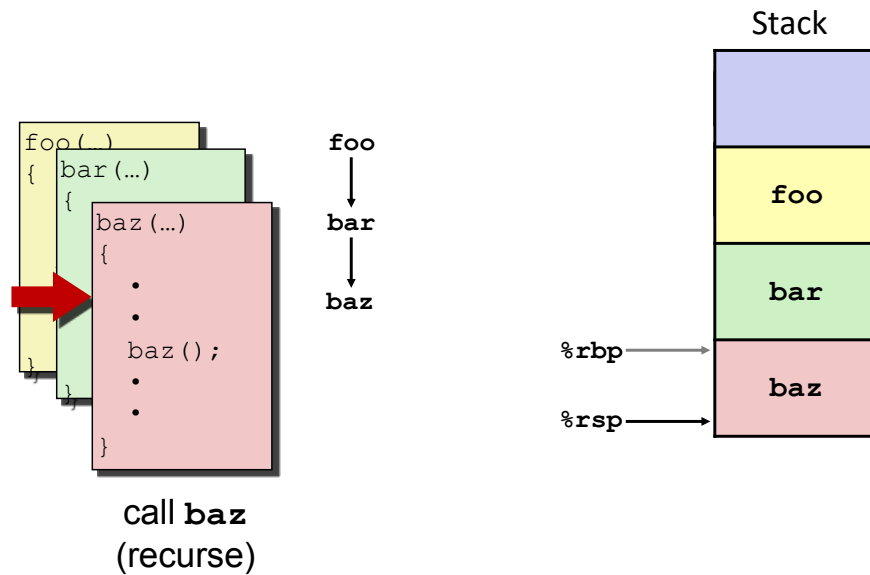 Stack
foo(…)
{
}
bar(…)
{
}
baz(…)
{
•
•
baz();
•
•
}
call baz
(recurse)
foo
bar
baz
foo
bar
baz
%rbp
%rsp